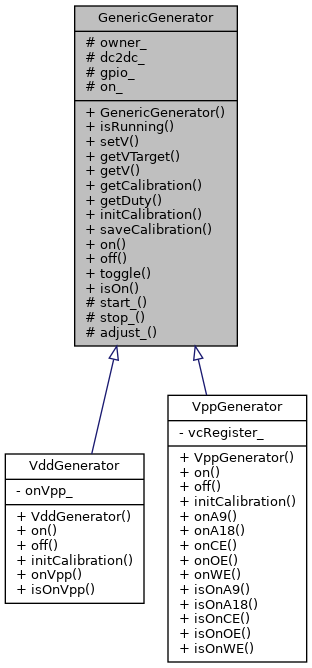 GenericGenerator
# owner_
# dc2dc_
# gpio_
# on_
+ GenericGenerator()
+ isRunning()
+ setV()
+ getVTarget()
+ getV()
+ getCalibration()
+ getDuty()
+ initCalibration()
+ saveCalibration()
+ on()
+ off()
+ toggle()
+ isOn()
# start_()
# stop_()
# adjust_()
VddGenerator
- onVpp_
+ VddGenerator()
+ on()
+ off()
+ initCalibration()
+ onVpp()
+ isOnVpp()
VppGenerator
- vcRegister_
+ VppGenerator()
+ on()
+ off()
+ initCalibration()
+ onA9()
+ onA18()
+ onCE()
+ onOE()
+ onWE()
+ isOnA9()
+ isOnA18()
+ isOnCE()
+ isOnOE()
+ isOnWE()